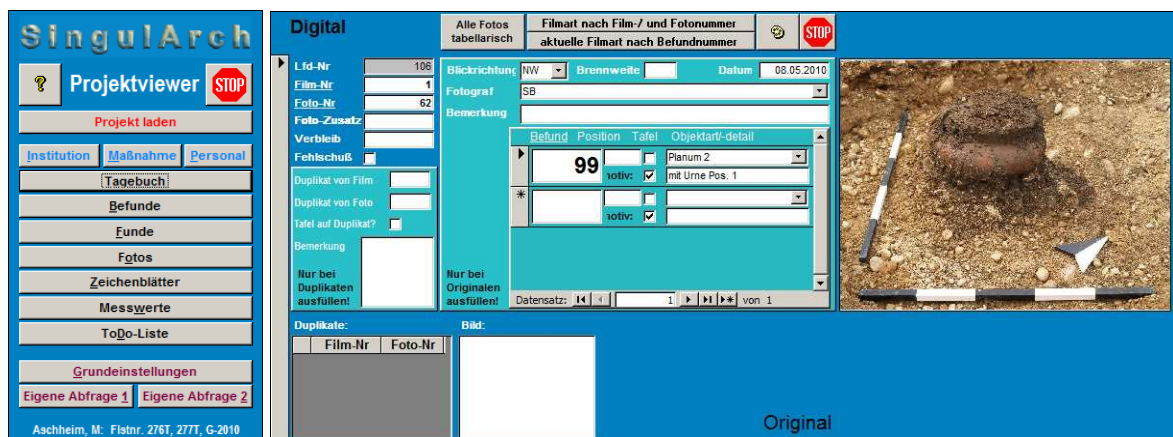 SingulArch
?
Projektviewer
STOP
Projekt laden
Institution
Maßnahme
Personal
Tagebuch
Befunde
Funde
Fotos
Zeichenblätter
Messwerte
ToDo-Liste
Grundeinstellungen
Eigene Abfrage 1
Eigene Abfrage 2
Aschheim, M: Flstnr. 276T, 277T, G-2010
Digital
Alle Fotos
tabellarisch
Filmart nach Film-/ und Fotonummer
aktuelle Filmart nach Befundnummer
STOP
Lfd-Nr 106
Film-Nr 1
Foto-Nr 62
Foto-Zusatz
Verbleib
Fehlschuß
Duplikat von Film
Duplikat von Foto
Tafel auf Duplikat?
Bemerkung
Nur bei
Duplikaten
ausfüllen!
Blickrichtung NW Brennweite Datum 08.05.2010
Fotograf SB
Bemerkung
Befund Position Tafel Objektart/-detail
99 Planum 2
notiv: mit Urne Pos. 1
*
notiv:
Nur bei
Originalen
ausfüllen!
Datensatz: 1 von 1
Duplikate:
Film-Nr Foto-Nr
Bild:
Original